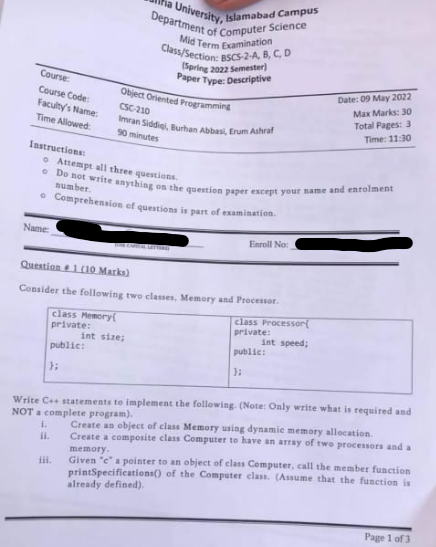 University, Islamabad Campus
Department of Computer Science
Mid Term Examination
Class/Section: BSCS-2-A, B, C, D
(Spring 2022 Semester)
Paper Type: Descriptive
Course: Object Oriented Programming Date: 09 May 2022
Course Code: CSC-210 Max Marks: 30
Faculty's Name: Imran Siddiqi, Burhan Abbasi, Erum Ashraf Total Pages: 3
Time Allowed: 90 minutes Time: 11:30
Instructions:
o Attempt all three questions.
o Do not write anything on the question paper except your name and enrolment
number.
o Comprehension of questions is part of examination.
Name: Enroll No:
(USE CAPITAL LETTERS)
Question # 1 (10 Marks)
Consider the following two classes, Memory and Processor.
class Memory{
private:
int size;
public:
};
class Processor{
private:
int speed;
public:
};
Write C++ statements to implement the following. (Note: Only write what is required and
NOT a complete program).
i. Create an object of class Memory using dynamic memory allocation.
ii. Create a composite class Computer to have an array of two processors and a
memory.
iii. Given "c" a pointer to an object of class Computer, call the member function
printSpecifications() of the Computer class. (Assume that the function is
already defined).
Page 1 of 3